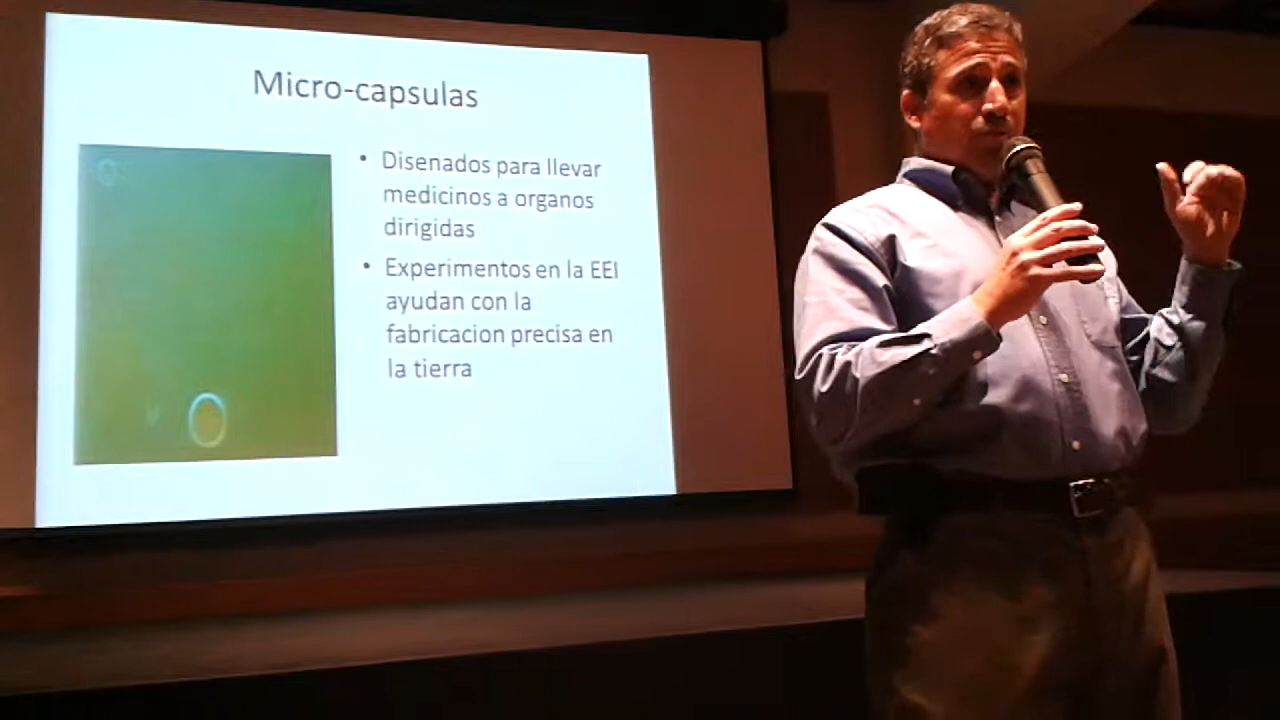 Micro-capsulas
• Disenados para llevar
medicinos a organos
dirigidas
• Experimentos en la EEI
ayudan con la
fabricacion precisa en
la tierra